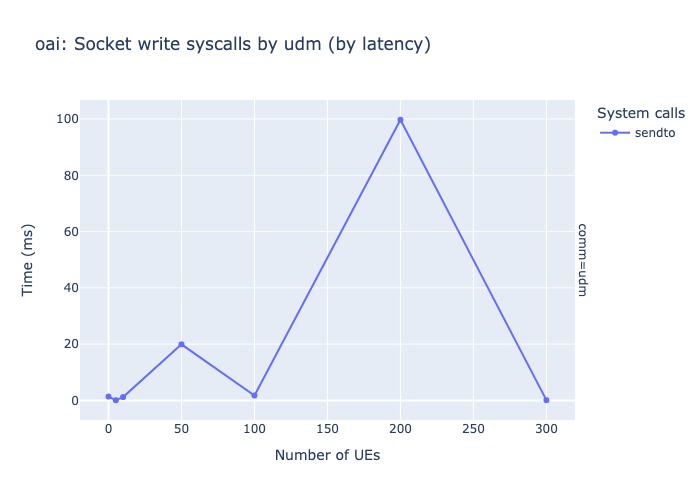 oai: Socket write syscalls by udm (by latency)
System calls
sendto
100
80
60
40
20
0
Time (ms)
comm=udm
0 50 100 150 200 250 300
Number of UEs